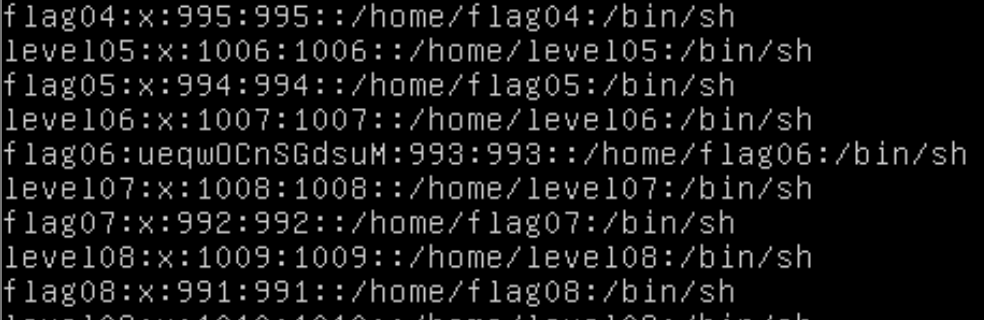 flag04:x:995:995::/home/flag04:/bin/sh
level05:x:1006:1006::/home/level05:/bin/sh
flag05:x:994:994::/home/flag05:/bin/sh
level06:x:1007:1007::/home/level06:/bin/sh
flag06:ueqwOCnSGdsuM:993:993::/home/flag06:/bin/sh
level07:x:1008:1008::/home/level07:/bin/sh
flag07:x:992:992::/home/flag07:/bin/sh
level08:x:1009:1009::/home/level08:/bin/sh
flag08:x:991:991::/home/flag08:/bin/sh